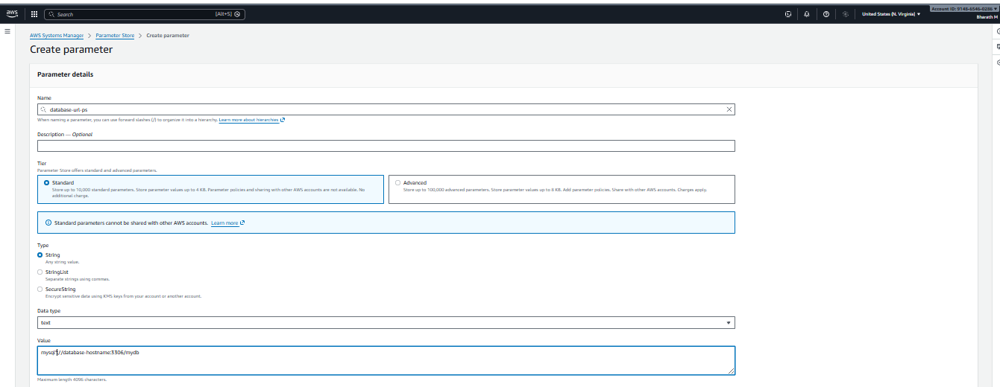 aws
Search [Alt+S]
United States (N. Virginia)
Account ID: 9148-6546-0286
Bharath M
AWS Systems Manager > Parameter Store > Create parameter
Create parameter
Parameter details
Name
database-url-ps
When naming a parameter, you can use forward slashes (/) to organize it into a hierarchy. Learn more about hierarchies
Description — Optional
Tier
Parameter Store offers standard and advanced parameters.
Standard
Store up to 10,000 standard parameters. Store parameter values up to 4 KB. Parameter policies and sharing with other AWS accounts are not available. No
additional charge.
Advanced
Store up to 100,000 advanced parameters. Store parameter values up to 8 KB. Add parameter policies. Share with other AWS accounts. Charges apply.
Standard parameters cannot be shared with other AWS accounts. Learn more
Type
String
Any string value.
StringList
Separate strings using commas.
SecureString
Encrypt sensitive data using KMS keys from your account or another account.
Data type
text
Value
mysql://database-hostname:3306/mydb
Maximum length 4096 characters.